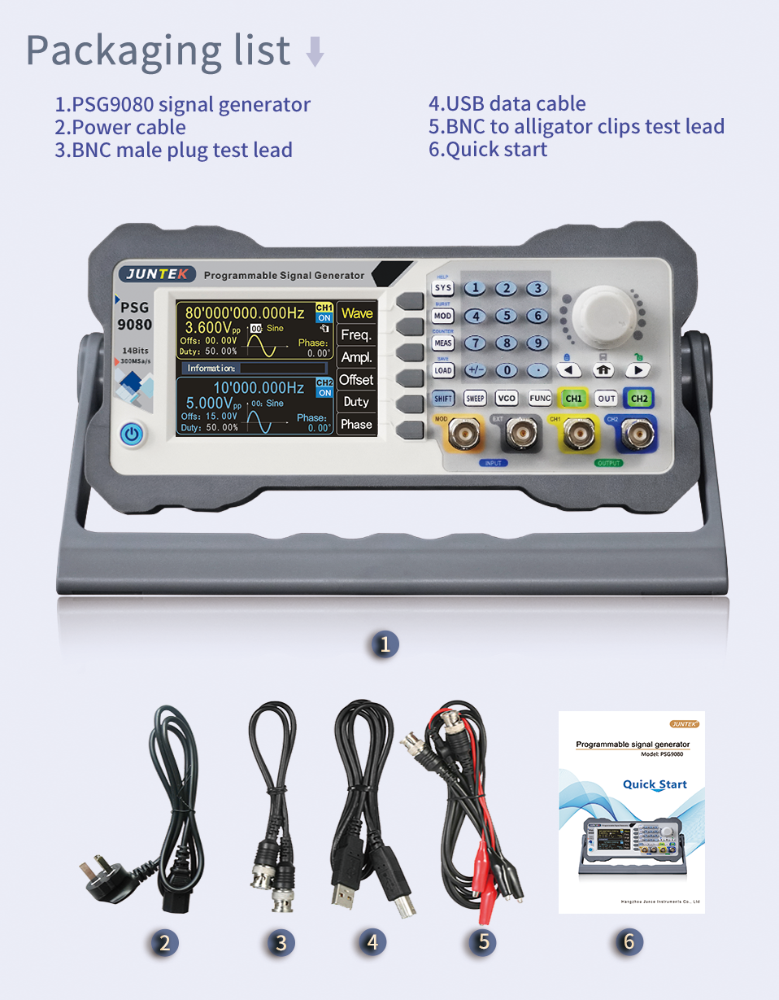 Packaging list
1.PSG9080 signal generator
2.Power cable
3.BNC male plug test lead
4.USB data cable
5.BNC to alligator clips test lead
6.Quick start
JUNTEK
Programmable Signal Generator
PSG
9080
14Bits
300MSa/s
80'000'000.000Hz
CH1
ON
3.600Vpp
00: Sine
Offs: 00.00V
Phase:
Duty: 50.00%
0.00°
Information:
10'000.000Hz
CH2
ON
5.000Vpp
00: Sine
Offs: 15.00V
Phase:
Duty: 50.00%
0.00°
Wave
Freq.
Ampl.
Offset
Duty
Phase
HELP
SYS
1 2 3
BURST
MOD
4 5 6
COUNTER
MEAS
7 8 9
SAVE
LOAD
+/- 0 .
SHIFT SWEEP VCO FUNC CH1 OUT CH2
MOD EXT CH1 CH2
INPUT OUTPUT
1
JUNTEK
Programmable signal generator
Model: PSG9080
Quick Start
JUNTEK
Programmable Signal Generator
Hangzhou Junce Instruments Co., Ltd
2 3 4 5 6